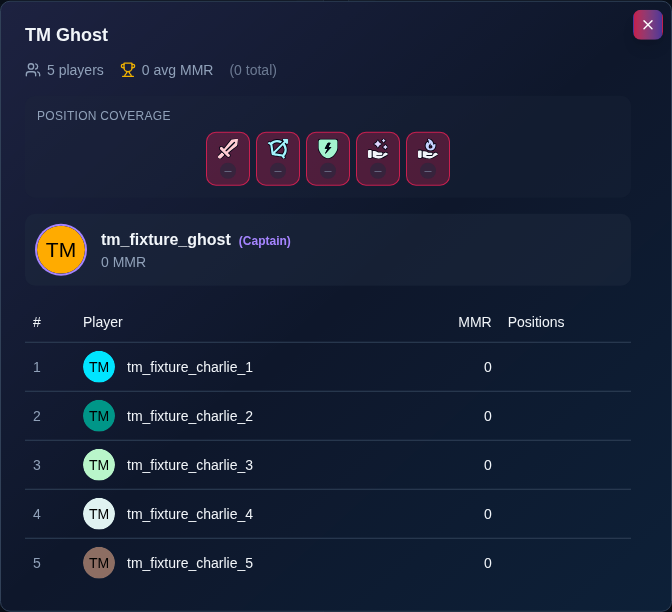 TM Ghost
5 players 0 avg MMR (0 total)
POSITION COVERAGE
– – – – –
TM tm_fixture_ghost (Captain)
0 MMR
# Player MMR Positions
1 TM tm_fixture_charlie_1 0
2 TM tm_fixture_charlie_2 0
3 TM tm_fixture_charlie_3 0
4 TM tm_fixture_charlie_4 0
5 TM tm_fixture_charlie_5 0